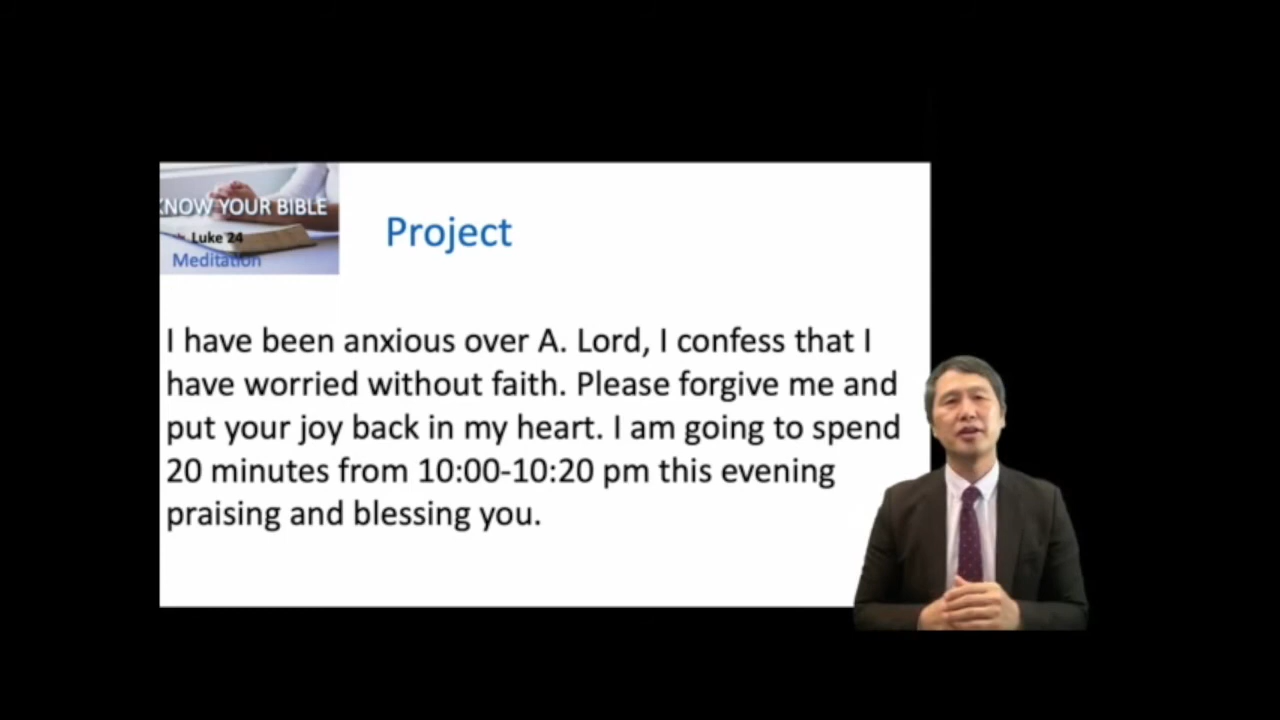 KNOW YOUR BIBLE
Luke 24
Meditation
Project
I have been anxious over A. Lord, I confess that I
have worried without faith. Please forgive me and
put your joy back in my heart. I am going to spend
20 minutes from 10:00-10:20 pm this evening
praising and blessing you.